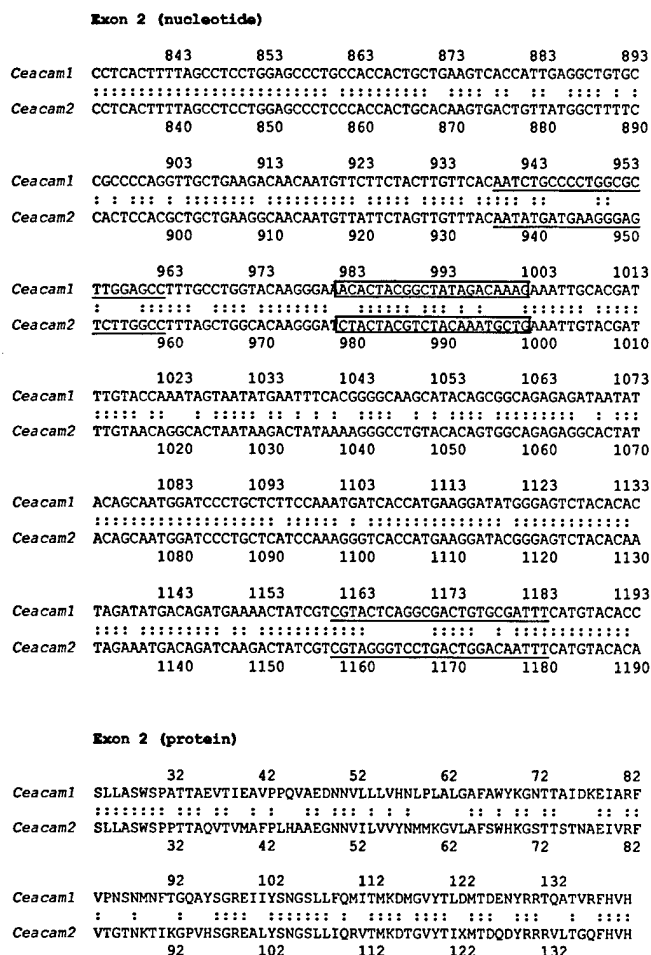 Exon 2 (nucleotide)
843 853 863 873 883 893
Ceacam1 CCTCACTTTTAGCCTCCTGGAGCCCTGCCACCACTGCTGAAGTCACCATTGAGGCTGTGC
Ceacam2 CCTCACTTTTAGCCTCCTGGAGCCCTCCCACCACTGCACAAGTGACTGTTATGGCTTTTC
840 850 860 870 880 890
903 913 923 933 943 953
Ceacam1 CGCCCCAGGTTGCTGAAGACAACAATGTTCTTCTACTTGTTCACAATCTGCCCCTGGCGC
Ceacam2 CACTCCACGCTGCTGAAGGCAACAATGTTATTCTAGTTGTTTACAATATGATGAAGGGAG
900 910 920 930 940 950
963 973 983 993 1003 1013
Ceacam1 TTGGAGCCTTTGCCTGGTACAAGGGAAACACTACGGCTATAGACAAAGAAATTGCACGAT
Ceacam2 TCTTGGCCTTTAGCTGGCACAAGGGATCTACTACGTCTACAAATGCTGAAATTGTACGAT
960 970 980 990 1000 1010
1023 1033 1043 1053 1063 1073
Ceacam1 TTGTACCAAATAGTAATATGAATTTCACGGGGCAAGCATACAGCGGCAGAGAGATAATAT
Ceacam2 TTGTAACAGGCACTAATAAGACTATAAAAGGGCCTGTACACAGTGGCAGAGAGGCACTAT
1020 1030 1040 1050 1060 1070
1083 1093 1103 1113 1123 1133
Ceacam1 ACAGCAATGGATCCCTGCTCTTCCAAATGATCACCATGAAGGATATGGGAGTCTACACAC
Ceacam2 ACAGCAATGGATCCCTGCTCATCCAAAGGGTCACCATGAAGGATACGGGAGTCTACACAA
1080 1090 1100 1110 1120 1130
1143 1153 1163 1173 1183 1193
Ceacam1 TAGATATGACAGATGAAAACTATCGTCGTACTCAGGCGACTGTGCGATTTCATGTACACC
Ceacam2 TAGAAATGACAGATCAAGACTATCGTCGTAGGGTCCTGACTGGACAATTTCATGTACACA
1140 1150 1160 1170 1180 1190
Exon 2 (protein)
32 42 52 62 72 82
Ceacam1 SLLASWSPATTAEVTIEAVPPQVAEDNNVLLLVHNLPLALGAFAWYKGNTTAIDKEIARF
Ceacam2 SLLASWSPPTTAQVTVMAFPLHAAEGNNVILVVYNMMKGVLAFSWHKGSTTSTNAEIVRF
32 42 52 62 72 82
92 102 112 122 132
Ceacam1 VPNSNMNFTGQAYSGREIIYSNGSLLFQMITMKDMGVYTLDMTDENYRRTQATVRFHVH
Ceacam2 VTGTNKTIKGPVHSGREALYSNGSLLIQRVTMKDTGVYTIXMTDQDYRRRVLTGQFHVH
92 102 112 122 132